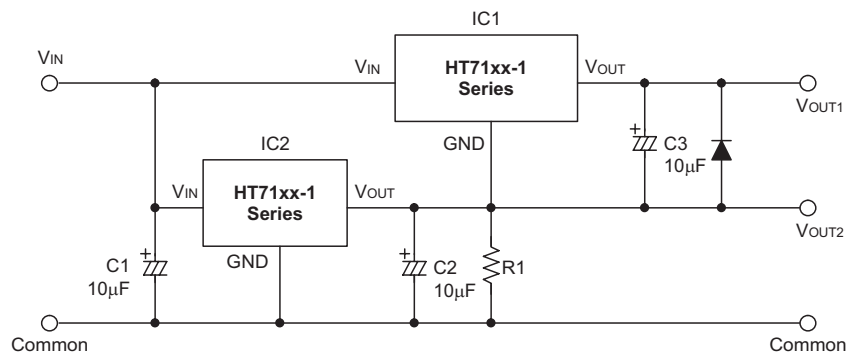 IC1
VIN
VIN
HT71xx-1
Series
VOUT
VOUT1
GND
C3
10μF
IC2
VIN
HT71xx-1
Series
VOUT
VOUT2
GND
C1
10μF
C2
10μF
R1
Common
Common